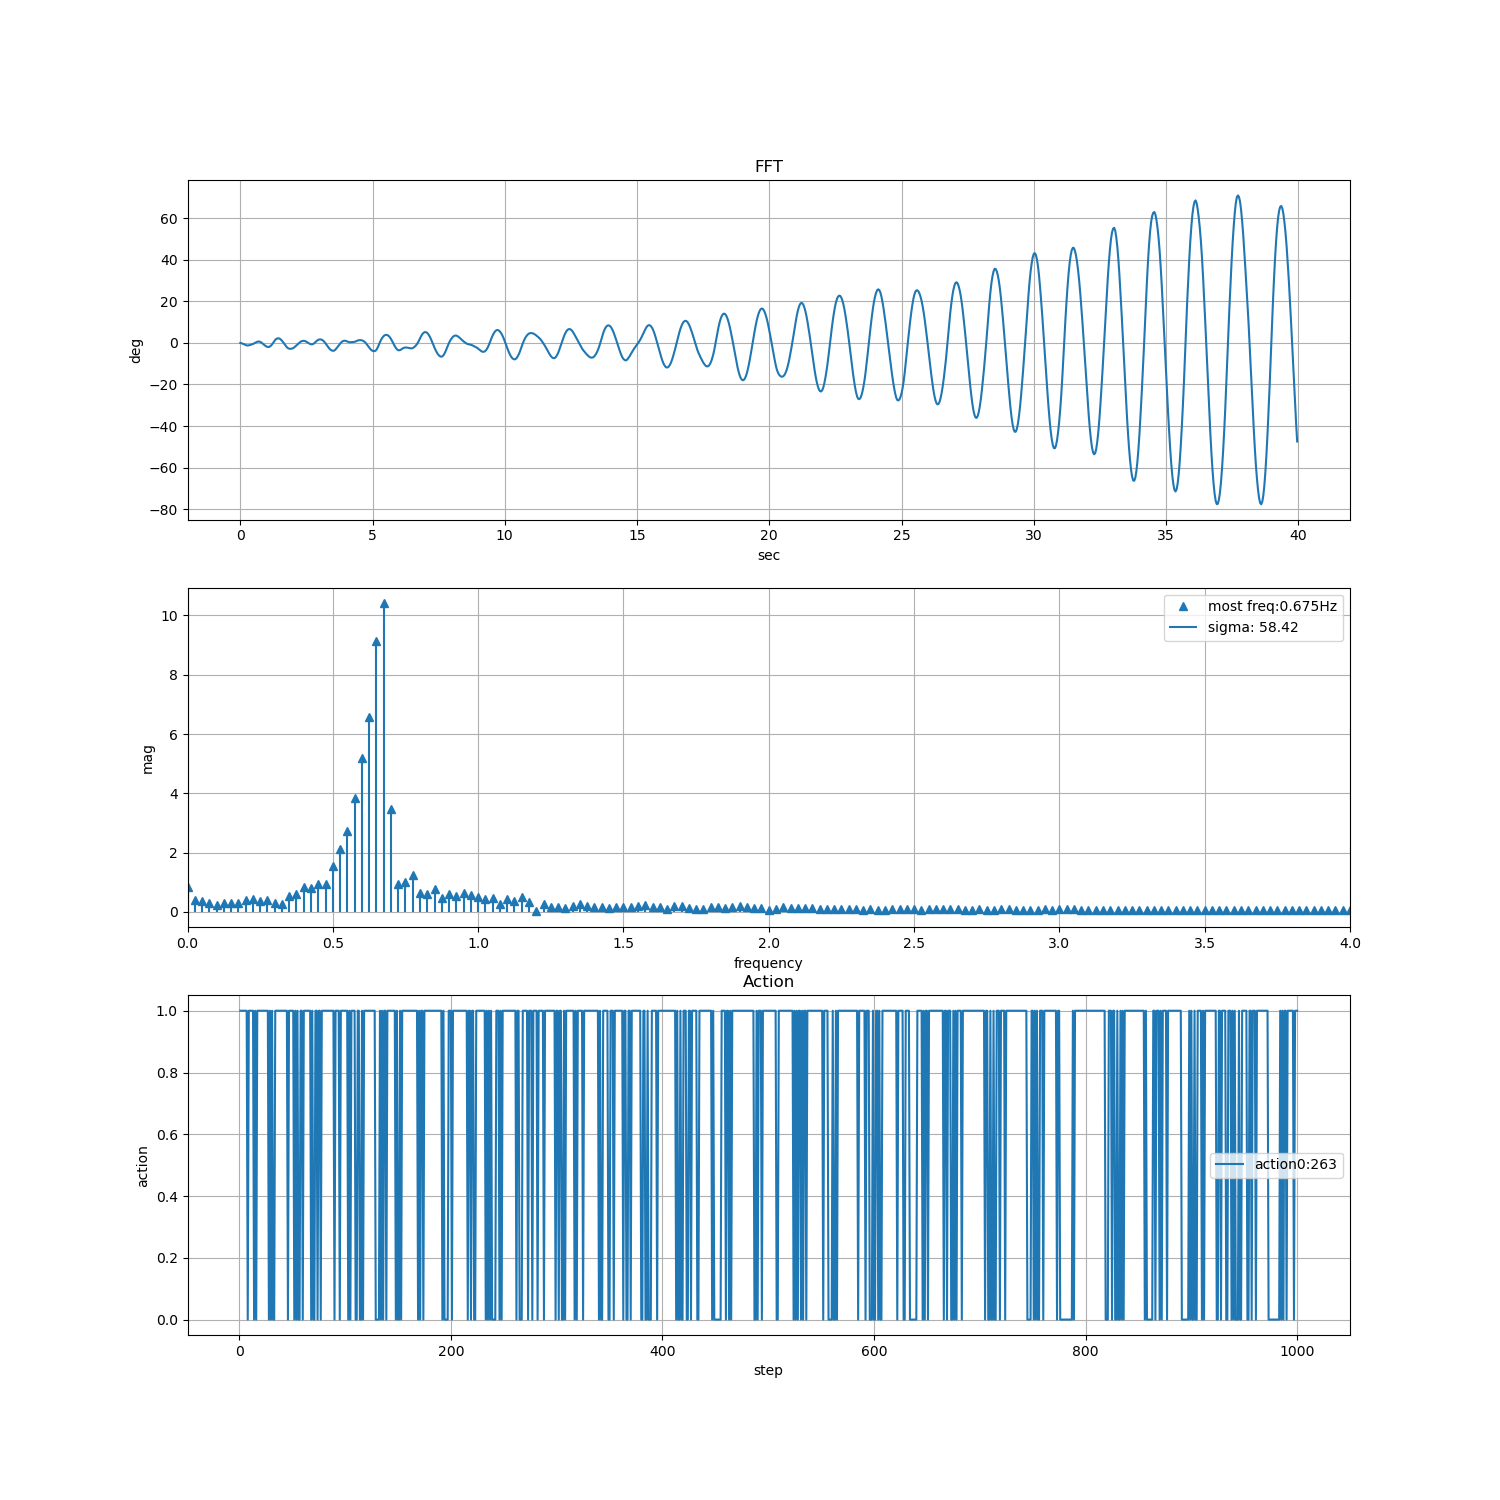 FFT
60
40
20
0
−20
−40
−60
−80
deg
0 5 10 15 20 25 30 35 40
sec
10
8
6
4
2
0
mag
most freq:0.675Hz
sigma: 58.42
0.0 0.5 1.0 1.5 2.0 2.5 3.0 3.5 4.0
frequency
Action
1.0
0.8
0.6
0.4
0.2
0.0
action
action0:263
0 200 400 600 800 1000
step